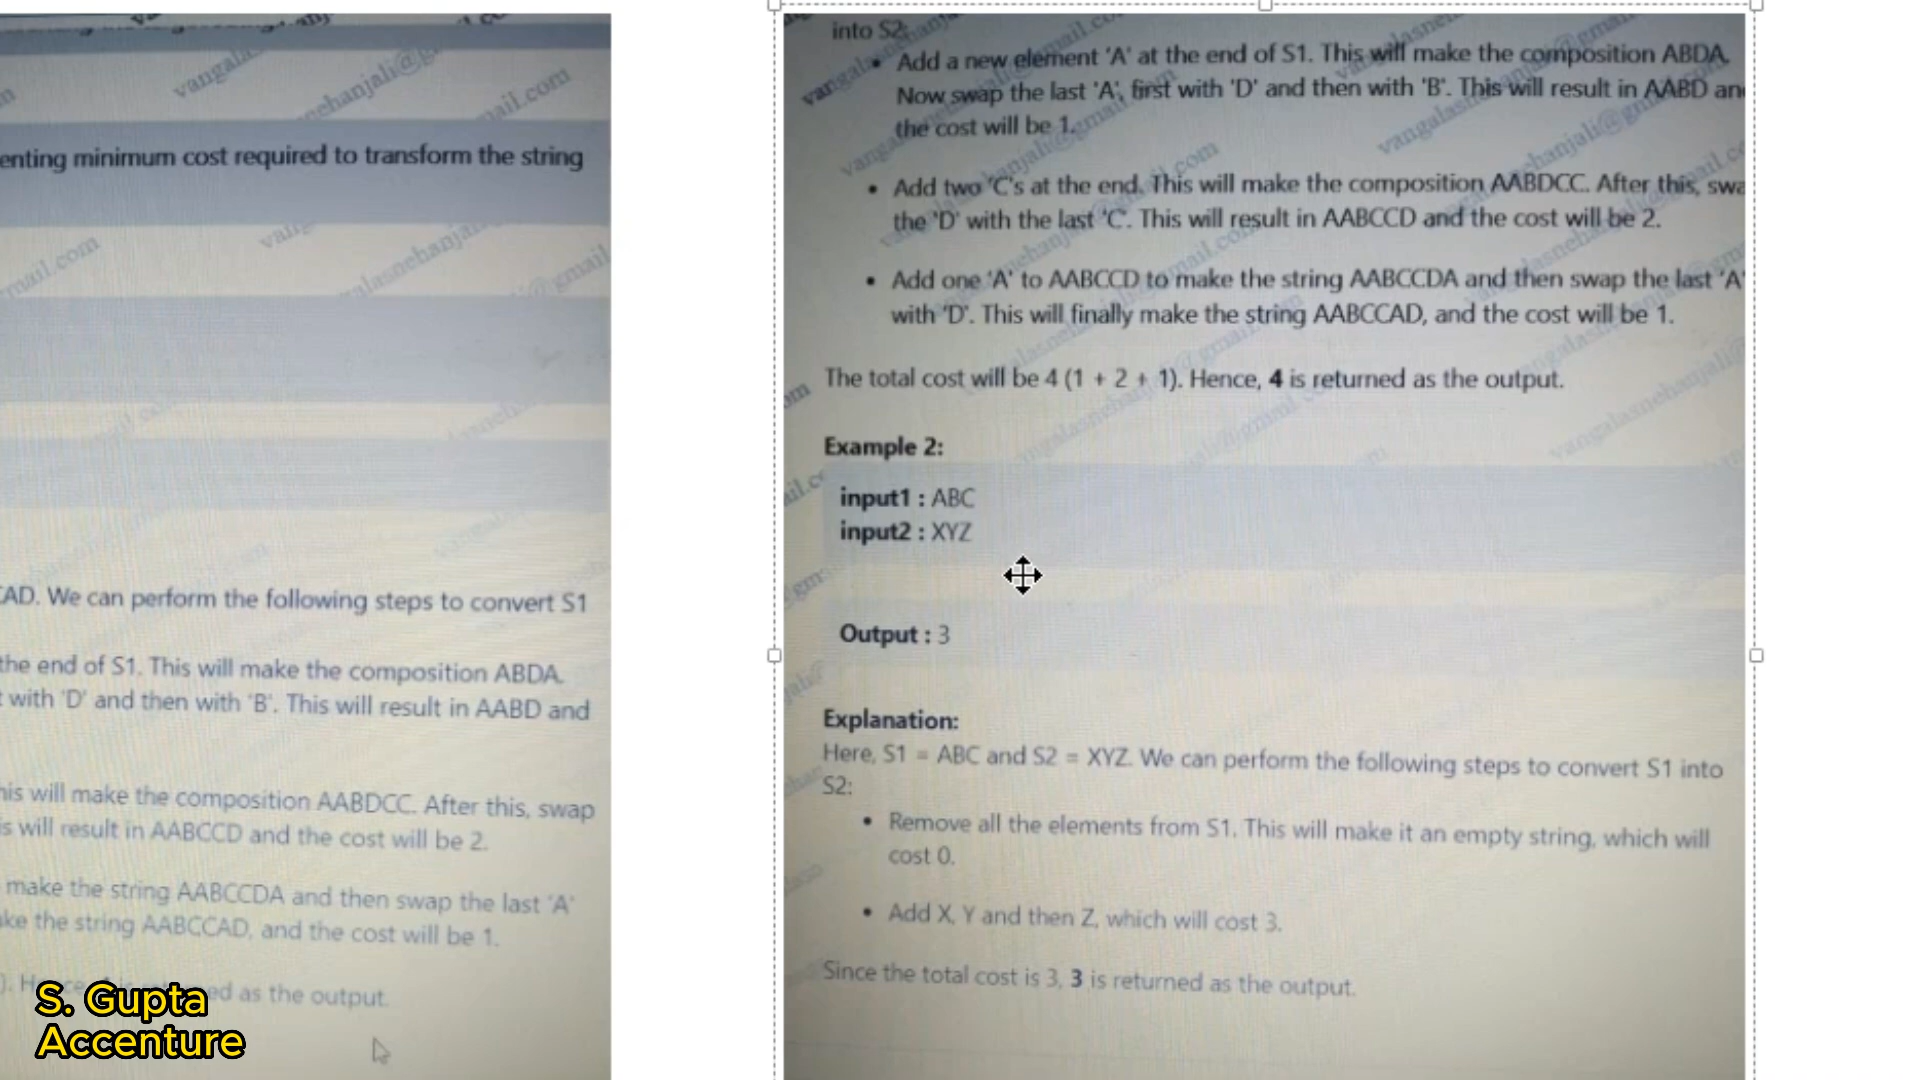 enting minimum cost required to transform the string
CAD. We can perform the following steps to convert S1
the end of S1. This will make the composition ABDA.
with 'D' and then with 'B'. This will result in AABD and
his will make the composition AABDCC. After this, swap
s will result in AABCCD and the cost will be 2.
make the string AABCCDA and then swap the last 'A'
ke the string AABCCAD, and the cost will be 1.
ed as the output.
S. Gupta
Accenture
into S2:
• Add a new element 'A' at the end of S1. This will make the composition ABDA.
Now swap the last 'A', first with 'D' and then with 'B'. This will result in AABD an
the cost will be 1.
• Add two 'C's at the end. This will make the composition AABDCC. After this, swa
the 'D' with the last 'C'. This will result in AABCCD and the cost will be 2.
• Add one 'A' to AABCCD to make the string AABCCDA and then swap the last 'A'
with 'D'. This will finally make the string AABCCAD, and the cost will be 1.
The total cost will be 4 (1 + 2 + 1). Hence, 4 is returned as the output.
Example 2:
input1 : ABC
input2 : XYZ
Output : 3
Explanation:
Here, S1 = ABC and S2 = XYZ. We can perform the following steps to convert S1 into
S2:
• Remove all the elements from S1. This will make it an empty string, which will
cost 0.
• Add X, Y and then Z, which will cost 3.
Since the total cost is 3, 3 is returned as the output.